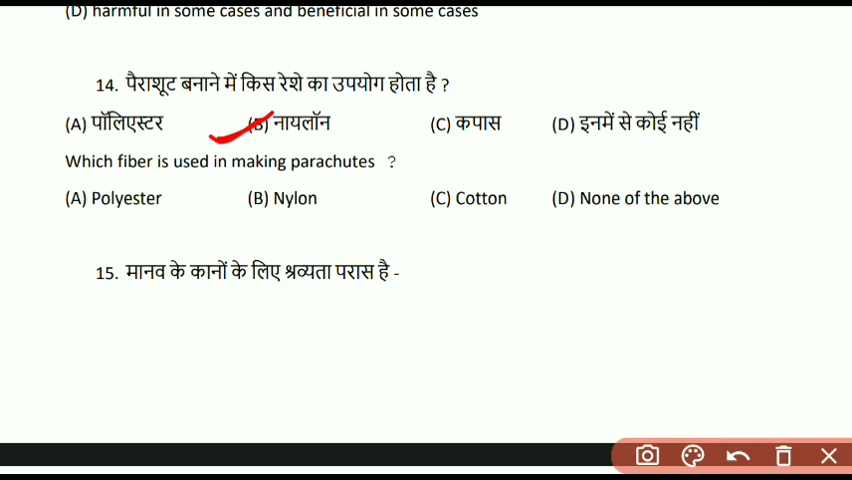 (D) harmful in some cases and beneficial in some cases
14. पैराशूट बनाने में किस रेशे का उपयोग होता है ?
(A) पॉलिएस्टर (B) नायलॉन (C) कपास (D) इनमें से कोई नहीं
Which fiber is used in making parachutes ?
(A) Polyester (B) Nylon (C) Cotton (D) None of the above
15. मानव के कानों के लिए श्रव्यता परास है -